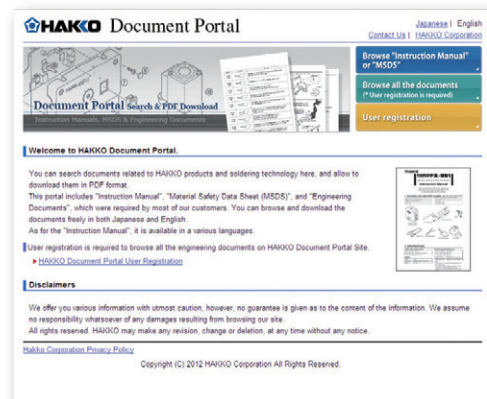 HAKKO Document Portal
Japanese | English
Contact Us | HAKKO Corporation
Document Portal Search & PDF Download
Instruction Manuals, MSDS & Engineering Documents
Browse "Instruction Manual"
or "MSDS"
Browse all the documents
(* User registration is required)
User registration
Welcome to HAKKO Document Portal.
You can search documents related to HAKKO products and soldering technology here, and allow to
download them in PDF format.
This portal includes "Instruction Manual", "Material Safety Data Sheet (MSDS)", and "Engineering
Documents", which were required by most of our customers. You can browse and download the
documents freely in both Japanese and English.
As for the "Instruction Manual", it is available in a various languages.
User registration is required to browse all the engineering documents on HAKKO Document Portal Site.
HAKKO Document Portal User Registration
Instruction Manual
Disclaimers
We offer you various information with utmost caution, however, no guarantee is given as to the content of the information. We assume
no responsibility whatsoever of any damages resulting from browsing our site.
All rights reserved. HAKKO may make any revision, change or deletion, at any time without any notice.
Hakko Corporation Privacy Policy
Copyright (C) 2012 HAKKO Corporation All Rights Reserved.